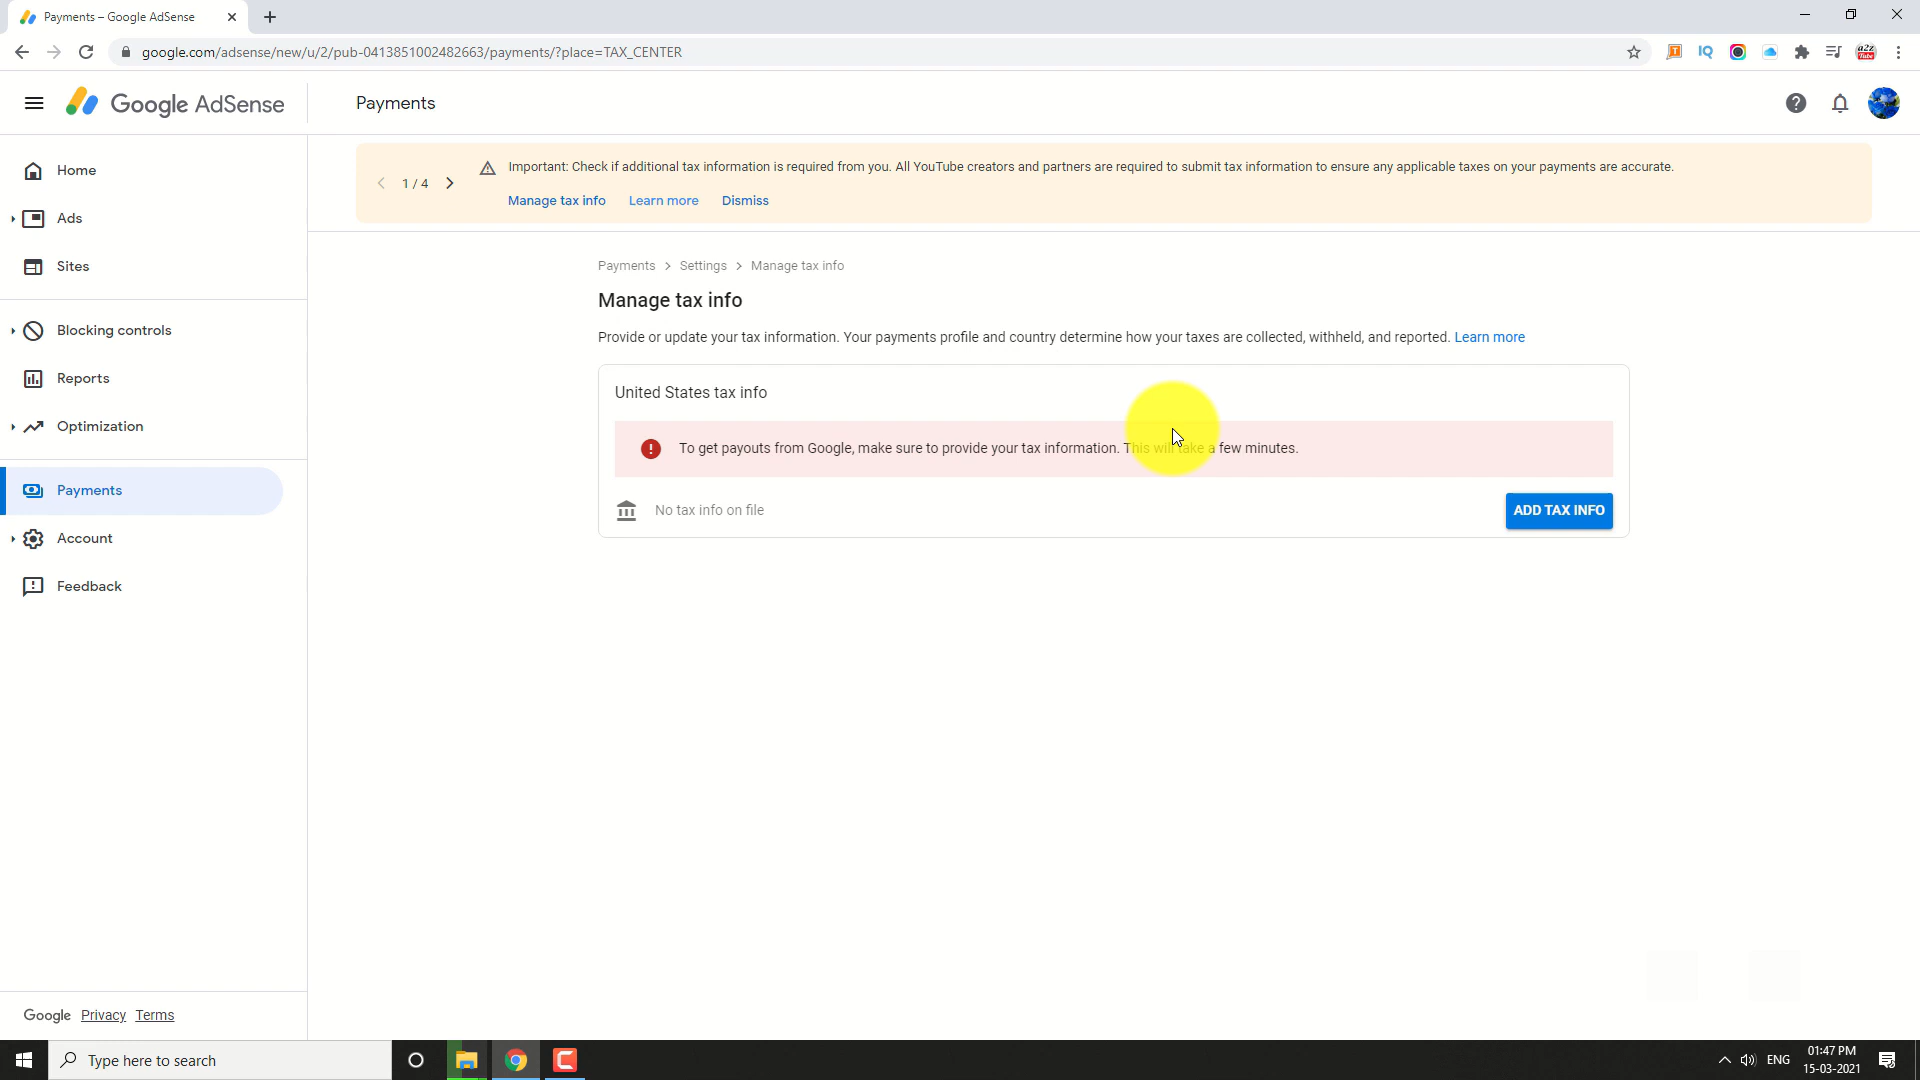 Payments – Google AdSense
google.com/adsense/new/u/2/pub-0413851002482663/payments/?place=TAX_CENTER
IQ
a2z
Tube
Google AdSense
Payments
Home
Ads
Sites
Blocking controls
Reports
Optimization
Payments
Account
Feedback
1 / 4
Important: Check if additional tax information is required from you. All YouTube creators and partners are required to submit tax information to ensure any applicable taxes on your payments are accurate.
Manage tax info Learn more Dismiss
Payments > Settings > Manage tax info
Manage tax info
Provide or update your tax information. Your payments profile and country determine how your taxes are collected, withheld, and reported. Learn more
United States tax info
To get payouts from Google, make sure to provide your tax information. This will take a few minutes.
No tax info on file
ADD TAX INFO
Google Privacy Terms
Type here to search
ENG
01:47 PM
15-03-2021